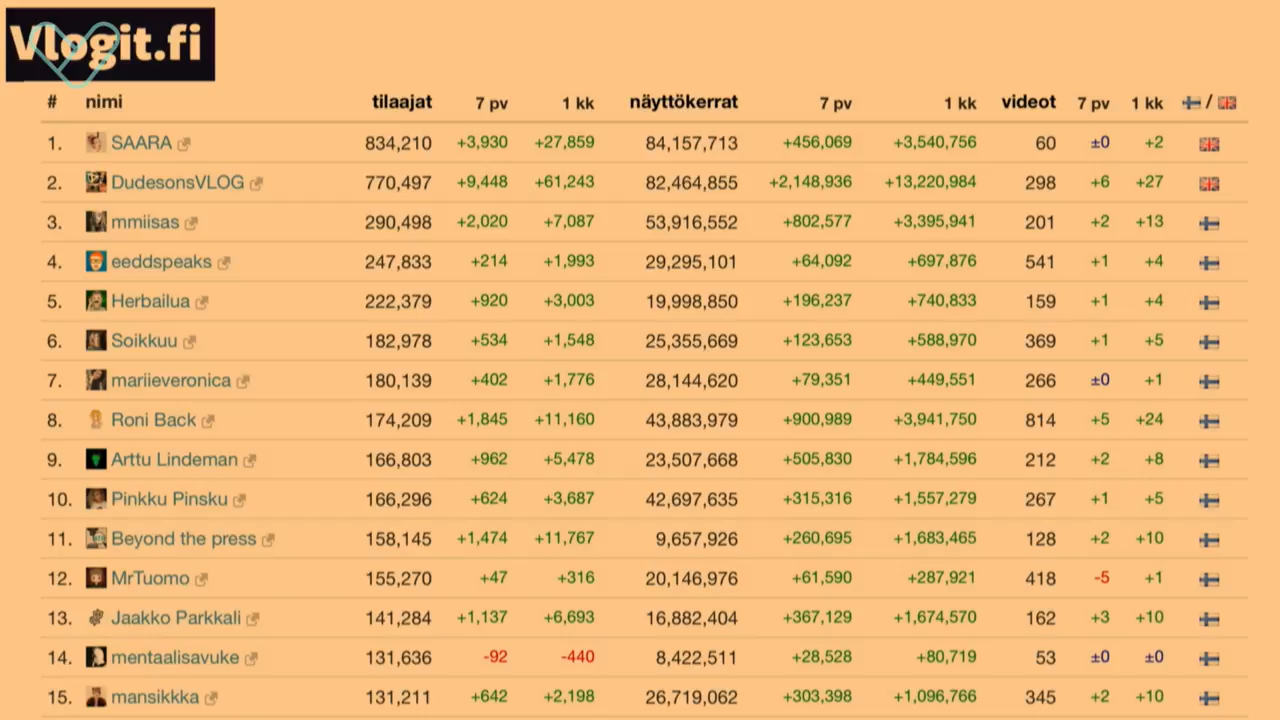 Vlogit.fi
# nimi tilaajat 7 pv 1 kk näyttökerrat 7 pv 1 kk videot 7 pv 1 kk /
1. SAARA 834,210 +3,930 +27,859 84,157,713 +456,069 +3,540,756 60 ±0 +2
2. DudesonsVLOG 770,497 +9,448 +61,243 82,464,855 +2,148,936 +13,220,984 298 +6 +27
3. mmiisas 290,498 +2,020 +7,087 53,916,552 +802,577 +3,395,941 201 +2 +13
4. eeddspeaks 247,833 +214 +1,993 29,295,101 +64,092 +697,876 541 +1 +4
5. Herbailua 222,379 +920 +3,003 19,998,850 +196,237 +740,833 159 +1 +4
6. Soikkuu 182,978 +534 +1,548 25,355,669 +123,653 +588,970 369 +1 +5
7. mariieveronica 180,139 +402 +1,776 28,144,620 +79,351 +449,551 266 ±0 +1
8. Roni Back 174,209 +1,845 +11,160 43,883,979 +900,989 +3,941,750 814 +5 +24
9. Arttu Lindeman 166,803 +962 +5,478 23,507,668 +505,830 +1,784,596 212 +2 +8
10. Pinkku Pinsku 166,296 +624 +3,687 42,697,635 +315,316 +1,557,279 267 +1 +5
11. Beyond the press 158,145 +1,474 +11,767 9,657,926 +260,695 +1,683,465 128 +2 +10
12. MrTuomo 155,270 +47 +316 20,146,976 +61,590 +287,921 418 -5 +1
13. Jaakko Parkkali 141,284 +1,137 +6,693 16,882,404 +367,129 +1,674,570 162 +3 +10
14. mentaalisavuke 131,636 -92 -440 8,422,511 +28,528 +80,719 53 ±0 ±0
15. mansikkka 131,211 +642 +2,198 26,719,062 +303,398 +1,096,766 345 +2 +10